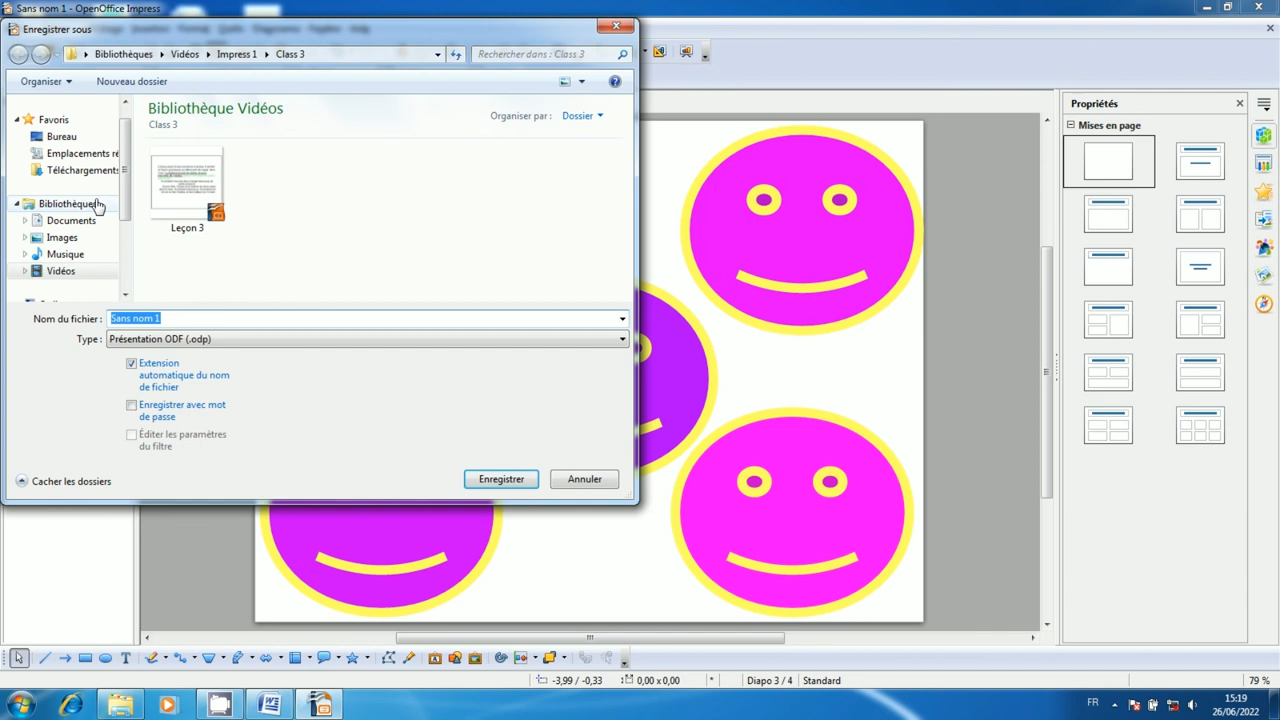 Sans nom 1 - OpenOffice Impress
Enregistrer sous
Bibliothèques
Vidéos
Impress 1
Class 3
Rechercher dans : Class 3
Organiser
Nouveau dossier
Favoris
Bureau
Emplacements ré
Téléchargements
Bibliothèques
Documents
Images
Musique
Vidéos
Bibliothèque Vidéos
Class 3
Organiser par :
Dossier
Leçon 3
Nom du fichier :
Sans nom 1
Type :
Présentation ODF (.odp)
Extension
automatique du nom
de fichier
Enregistrer avec mot
de passe
Éditer les paramètres
du filtre
Cacher les dossiers
Enregistrer
Annuler
Propriétés
Mises en page
-3,99 / -0,33
0,00 x 0,00
*
Diapo 3 / 4
Standard
79 %
FR
15:19
26/06/2022